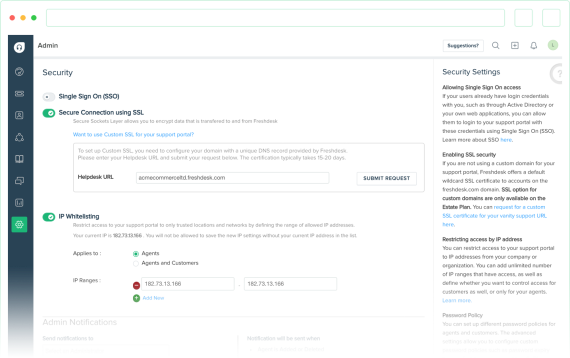 Admin
Suggestions?
L
Security
Single Sign On (SSO)
Secure Connection using SSL
Secure Sockets Layer allows you to encrypt data that is transfered to and from Freshdesk
Want to use Custom SSL for your support portal?
To set up Custom SSL, you need to configure your domain with a unique DNS record provided by Freshdesk.
Please enter your Helpdesk URL and submit your request below. The certification typically takes 15-20 days.
Helpdesk URL
acmecommerceltd.freshdesk.com
SUBMIT REQUEST
IP Whitelisting
Restrict access to your support portal to only trusted locations and networks by defining the range of allowed IP addresses.
Your current IP is 182.73.13.166 . You will not be allowed to save the new IP settings without your current IP address in the list.
Applies to :
Agents
Agents and Customers
IP Ranges :
182.73.13.166
-
182.73.13.166
Add New
Admin Notifications
Send notifications to
Notification will be sent when
Security Settings
?
Allowing Single Sign On access
If your users already have login credentials
with you, such as through Active Directory or
your own web applications, you can allow
them to login to your support portal with
these credentials using Single Sign On (SSO).
Learn more about SSO here.
Enabling SSL security
If you are not using a custom domain for your
support portal, Freshdesk offers a default
wildcard SSL certificate to accounts on the
freshdesk.com domain. SSL option for
custom domains are only available on the
Estate Plan. You can request for a custom
SSL certificate for your vanity support URL
here.
Restricting access by IP address
You can restrict access to your support portal
to IP addresses from your company or
organization. You can add unlimited number
of IP ranges that have access, as well as
define whether you want to control access for
customers as well, or only for your agents.
Learn more.
Password Policy
You can set up different password policies for
agents and customers. The advanced
settings allow you to configure session